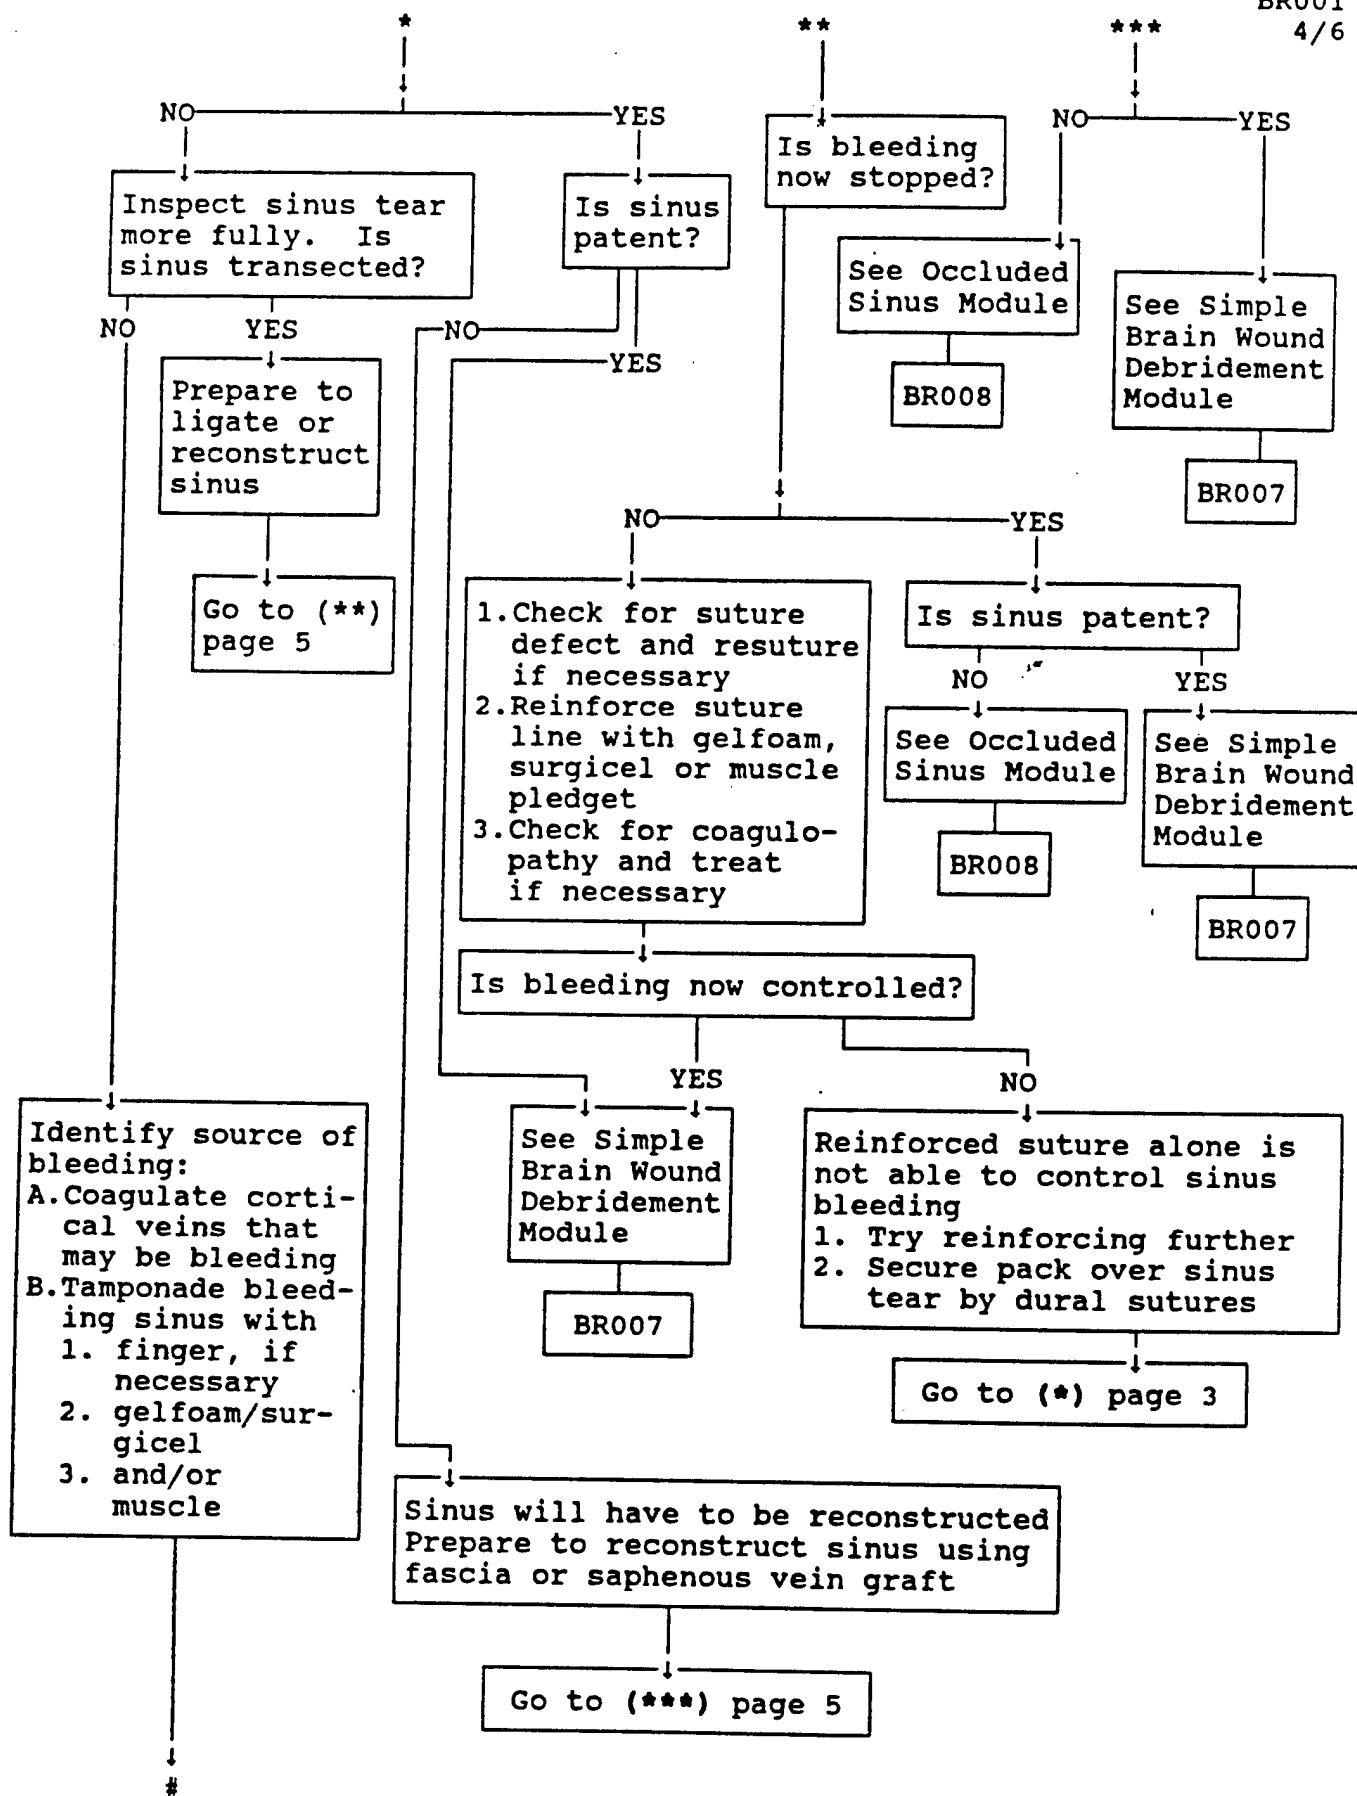 BR001
4/6
*
**
***
NO
YES
NO
YES
Is bleeding
now stopped?
Inspect sinus tear
more fully.  Is
sinus transected?
Is sinus
patent?
See Occluded
Sinus Module
BR008
See Simple
Brain Wound
Debridement
Module
BR007
NO
YES
NO
YES
Prepare to
ligate or
reconstruct
sinus
Go to (**)
page 5
NO
YES
1.Check for suture
defect and resuture
if necessary
2.Reinforce suture
line with gelfoam,
surgicel or muscle
pledget
3.Check for coagulo-
pathy and treat
if necessary
Is sinus patent?
NO
YES
See Occluded
Sinus Module
BR008
See Simple
Brain Wound
Debridement
Module
BR007
Is bleeding now controlled?
YES
NO
See Simple
Brain Wound
Debridement
Module
BR007
Reinforced suture alone is
not able to control sinus
bleeding
1. Try reinforcing further
2. Secure pack over sinus
tear by dural sutures
Go to (*) page 3
Identify source of
bleeding:
A.Coagulate corti-
cal veins that
may be bleeding
B.Tamponade bleed-
ing sinus with
1. finger, if
necessary
2. gelfoam/sur-
gicel
3. and/or
muscle
Sinus will have to be reconstructed
Prepare to reconstruct sinus using
fascia or saphenous vein graft
Go to (***) page 5
#